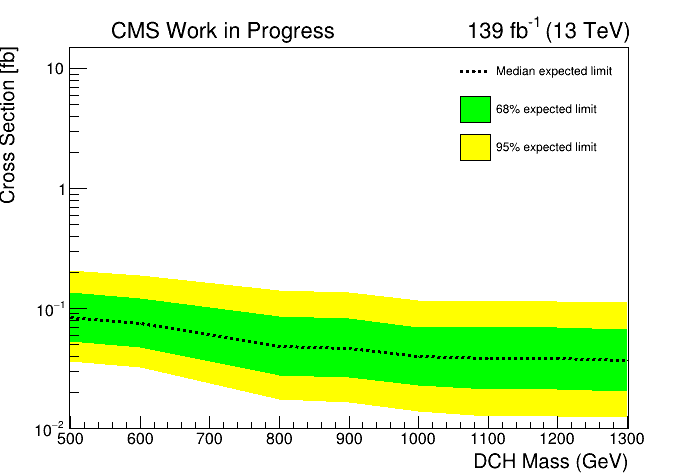 CMS Work in Progress
139 fb⁻¹ (13 TeV)
Cross Section [fb]
10
1
10⁻¹
10⁻²
Median expected limit
68% expected limit
95% expected limit
500 600 700 800 900 1000 1100 1200 1300
DCH Mass (GeV)